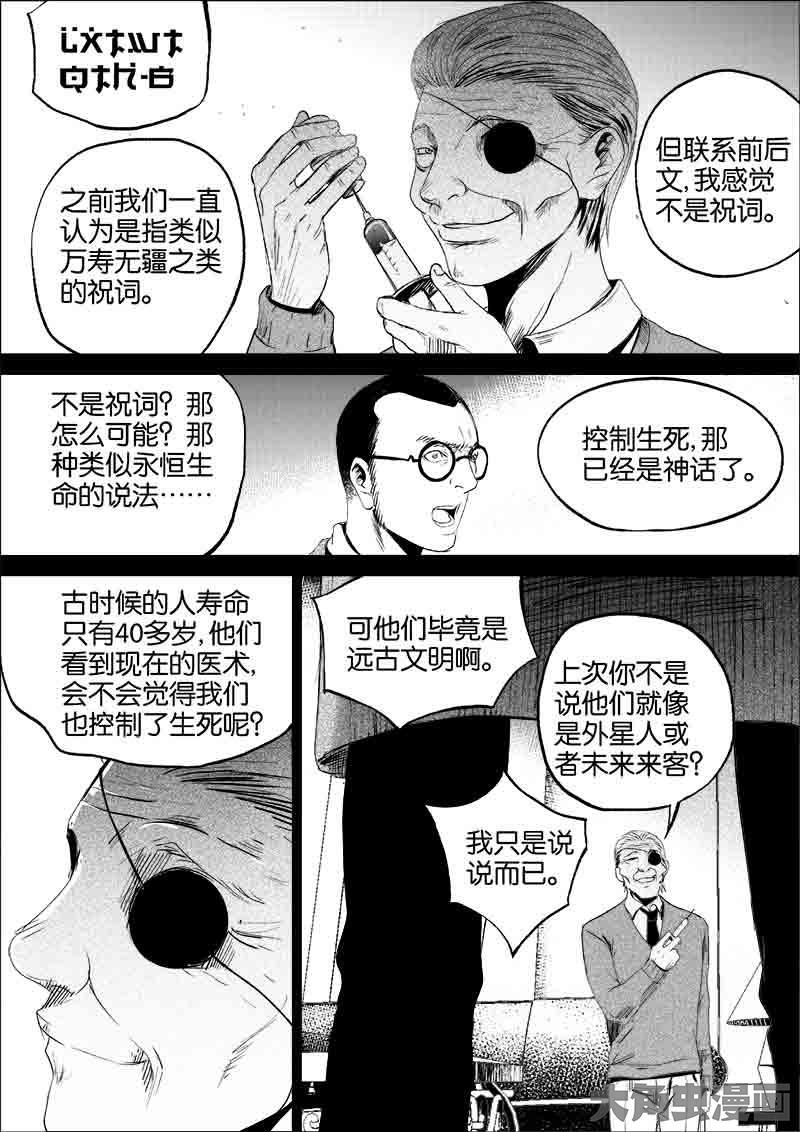 之前我们一直
认为是指类似
万寿无疆之类
的祝词。
但联系前后
文,我感觉
不是祝词。
不是祝词?那
怎么可能?那
种类似永恒生
命的说法……
控制生死,那
已经是神话了。
古时候的人寿命
只有40多岁,他们
看到现在的医术,
会不会觉得我们
也控制了生死呢?
可他们毕竟是
远古文明啊。
上次你不是
说他们就像
是外星人或
者未来来客?
我只是说
说而已。
大角虫漫画